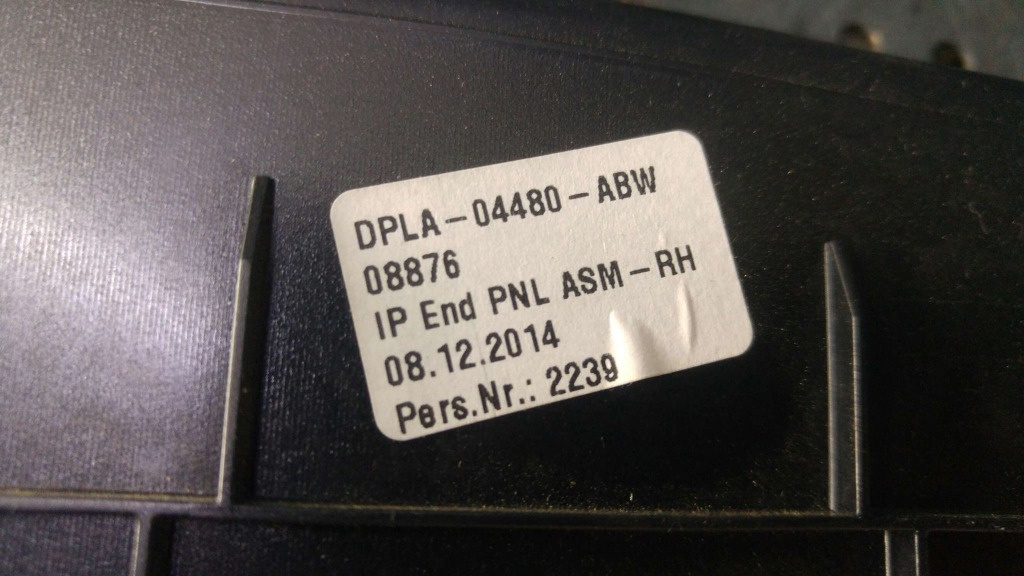 DPLA-04480-ABW
08876
IP End PNL ASM-RH
08.12.2014
Pers.Nr.: 2239